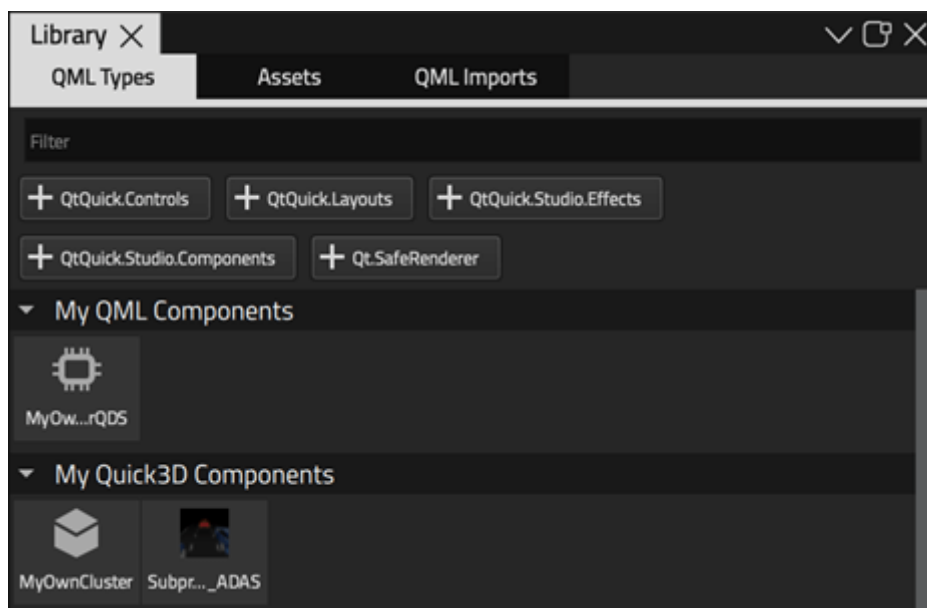 Library
QML Types Assets QML Imports
Filter
QtQuick.Controls QtQuick.Layouts QtQuick.Studio.Effects
QtQuick.Studio.Components Qt.SafeRenderer
My QML Components
MyOw...rQDS
My Quick3D Components
MyOwnCluster Subpr..._ADAS